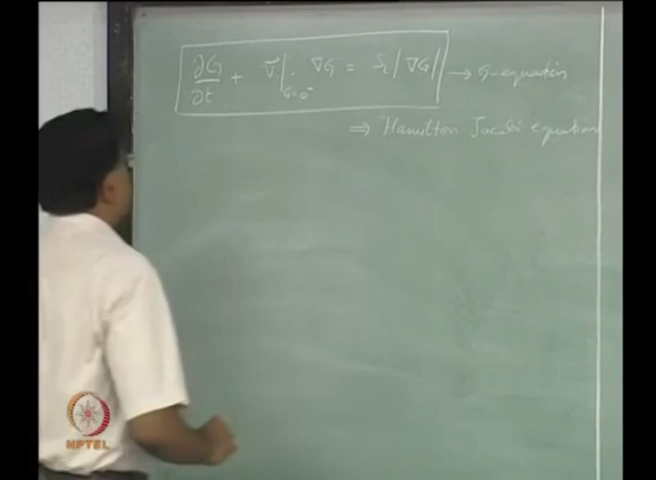 ∂G/∂t + V̄|_{G=0⁻} · ∇G = S_L |∇G| → G-equation
⇒ Hamilton Jacobi equation
NPTEL